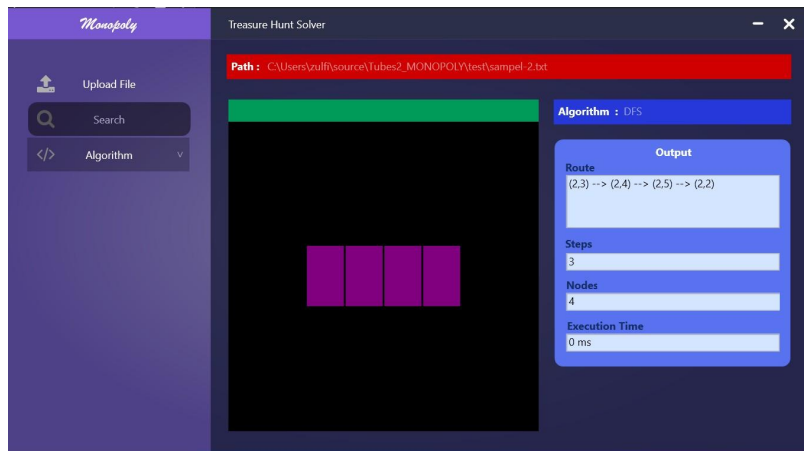 Monopoly
Treasure Hunt Solver
Path : C:\Users\zulfi\source\Tubes2_MONOPOLY\test\sampel-2.txt
Upload File
Search
</> Algorithm v
Algorithm : DFS
Output
Route
(2,3) --> (2,4) --> (2,5) --> (2,2)
Steps
3
Nodes
4
Execution Time
0 ms